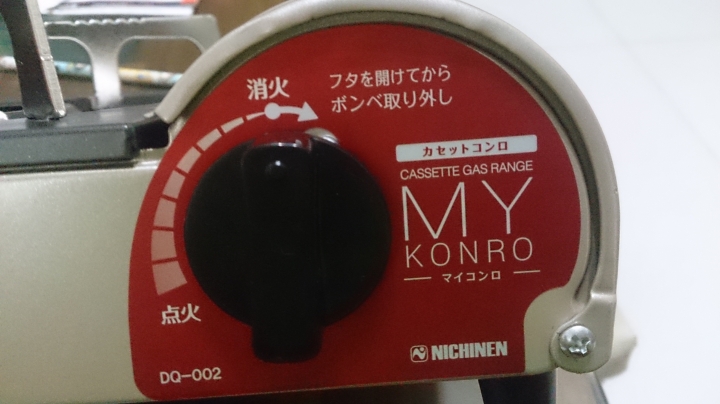 消火
フタを開けてから
ボンベ取り外し
カセットコンロ
CASSETTE GAS RANGE
MY
KONRO
マイコンロ
点火
NICHINEN
DQ-002